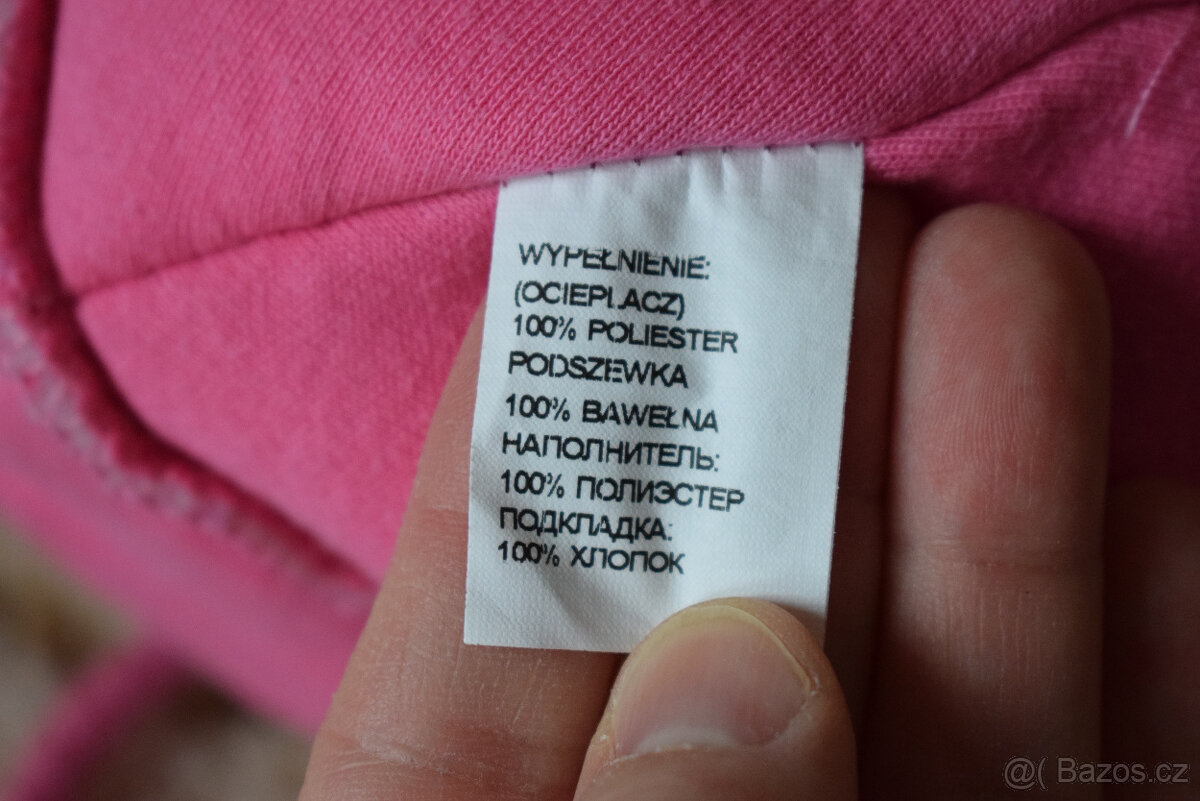 WYPEŁNIENIE:
(OCIEPLACZ)
100% POLIESTER
PODSZEWKA
100% BAWEŁNA
НАПОЛНИТЕЛЬ:
100% ПОЛИЭСТЕР
ПОДКЛАДКА:
100% ХЛОПОК
@( Bazos.cz